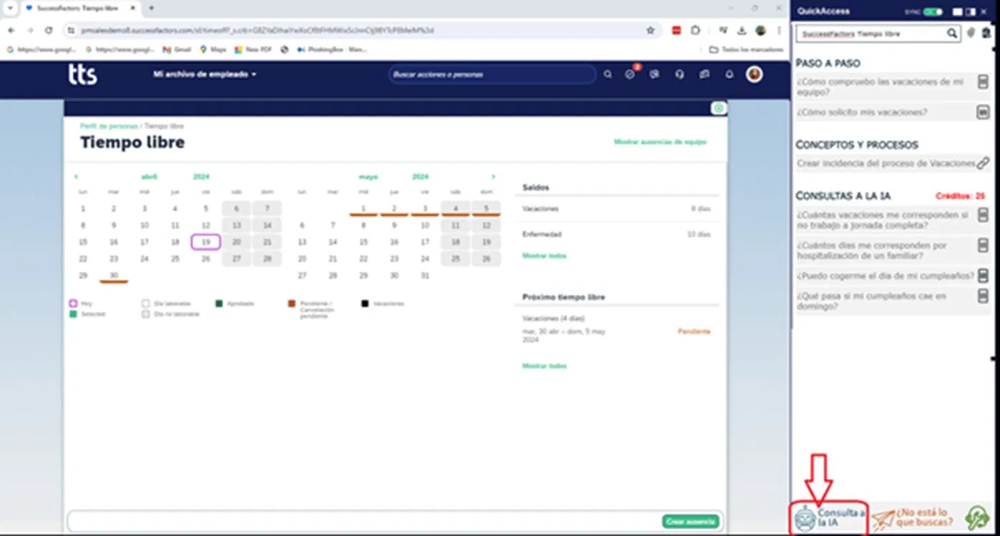 SuccessFactors: Tiempo libre
https://www.googl...
https://www.googl...
Gmail
Maps
New PDF
PhishingBox - Wan...
Todos los marcadores
tts
Mi archivo de empleado
Buscar acciones o personas
Perfil de personas / Tiempo libre
Tiempo libre
Mostrar ausencias de equipo
abril 2024
lun mar mié jue vie sáb dom
1 2 3 4 5 6 7
8 9 10 11 12 13 14
15 16 17 18 19 20 21
22 23 24 25 26 27 28
29 30
mayo 2024
lun mar mié jue vie sáb dom
1 2 3 4 5
6 7 8 9 10 11 12
13 14 15 16 17 18 19
20 21 22 23 24 25 26
27 28 29 30 31
Hoy
Día laborable
Aprobado
Pendiente /
Cancelación
pendiente
Vacaciones
Selected
Día no laborable
Saldos
Vacaciones 8 días
Enfermedad 10 días
Mostrar todos
Próximo tiempo libre
Vacaciones (4 días)
mar, 30 abr – dom, 5 may
2024
Pendiente
Mostrar todos
Crear ausencia
QuickAccess
SYNC
SuccessFactors Tiempo libre
PASO A PASO
¿Cómo compruebo las vacaciones de mi
equipo?
¿Cómo solicito mis vacaciones?
CONCEPTOS Y PROCESOS
Crear incidencia del proceso de Vacaciones
CONSULTAS A LA IA
Créditos: 25
¿Cuántas vacaciones me corresponden si
no trabajo a jornada completa?
¿Cuántos días me corresponden por
hospitalización de un familiar?
¿Puedo cogerme el día de mi cumpleaños?
¿Qué pasa si mi cumpleaños cae en
domingo?
Consulta a
la IA
¿No está lo
que buscas?